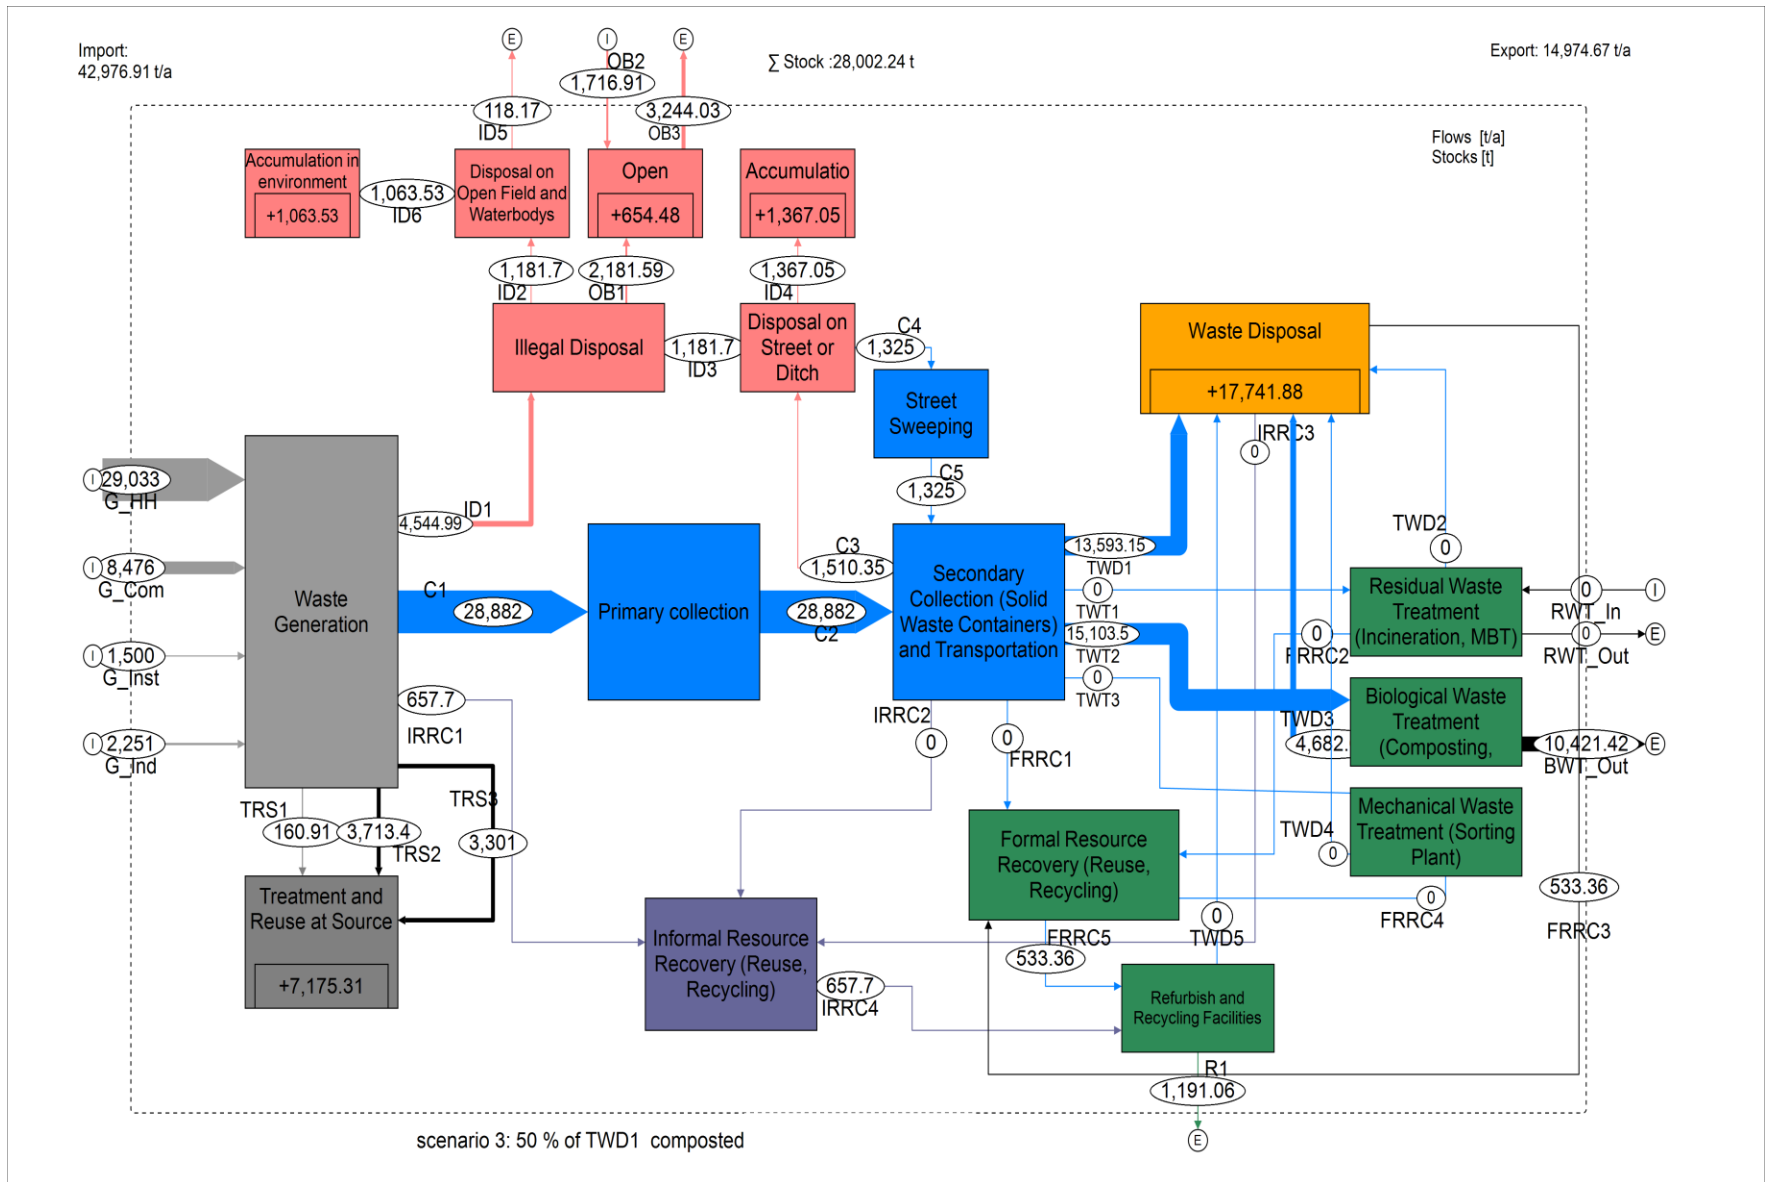 Import:
42,976.91 t/a
∑ Stock :28,002.24 t
Export: 14,974.67 t/a
Flows [t/a]
Stocks [t]
E
I
E
OB2
1,716.91
118.17
ID5
3,244.03
OB3
Accumulation in
environment
+1,063.53
1,063.53
ID6
Disposal on
Open Field and
Waterbodys
Open
+654.48
Accumulatio
+1,367.05
1,181.7
ID2
2,181.59
OB1
1,367.05
ID4
Illegal Disposal
1,181.7
ID3
Disposal on
Street or
Ditch
C4
1,325
Street
Sweeping
C5
1,325
Waste Disposal
+17,741.88
IRRC3
0
I
29,033
G_HH
I
8,476
G_Com
I
1,500
G_Inst
I
2,251
G_Ind
Waste
Generation
ID1
4,544.99
C1
28,882
Primary collection
28,882
C2
C3
1,510.35
Secondary
Collection (Solid
Waste Containers)
and Transportation
13,593.15
TWD1
0
TWT1
15,103.5
TWT2
0
TWT3
TWD2
0
Residual Waste
Treatment
(Incineration, MBT)
0
RWT_In
I
0
RWT_Out
E
0
FRRC2
Biological Waste
Treatment
(Composting,
TWD3
4,682.
10,421.42
BWT_Out
E
657.7
IRRC1
IRRC2
0
0
FRRC1
TRS1
160.91
3,713.4
TRS2
TRS3
3,301
Mechanical Waste
Treatment (Sorting
Plant)
TWD4
0
Treatment and
Reuse at Source
+7,175.31
Formal Resource
Recovery (Reuse,
Recycling)
0
FRRC4
533.36
FRRC3
Informal Resource
Recovery (Reuse,
Recycling)
657.7
IRRC4
FRRC5
533.36
0
TWD5
Refurbish and
Recycling Facilities
R1
1,191.06
E
scenario 3: 50 % of TWD1 composted